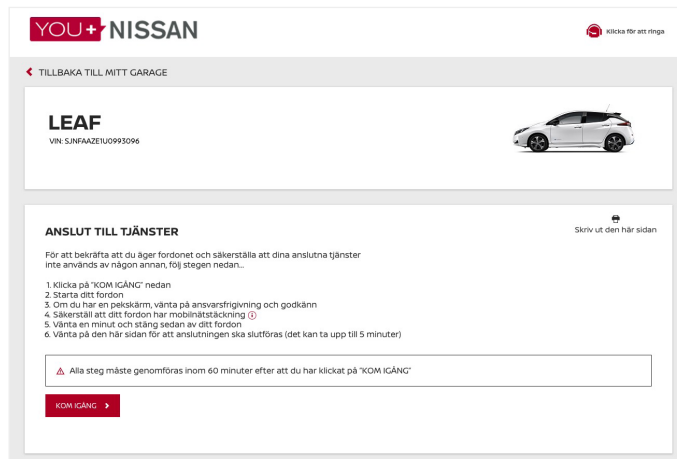 YOU+ NISSAN
Klicka för att ringa
TILLBAKA TILL MITT GARAGE
LEAF
VIN: SJNFAAZE1U0993096
ANSLUT TILL TJÄNSTER
Skriv ut den här sidan
För att bekräfta att du äger fordonet och säkerställa att dina anslutna tjänster
inte används av någon annan, följ stegen nedan...
1. Klicka på "KOM IGÅNG" nedan
2. Starta ditt fordon
3. Om du har en pekskärm, vänta på ansvarsfrigivning och godkänn
4. Säkerställ att ditt fordon har mobilnätstäckning
5. Vänta en minut och stäng sedan av ditt fordon
6. Vänta på den här sidan för att anslutningen ska slutföras (det kan ta upp till 5 minuter)
Alla steg måste genomföras inom 60 minuter efter att du har klickat på "KOM IGÅNG"
KOM IGÅNG